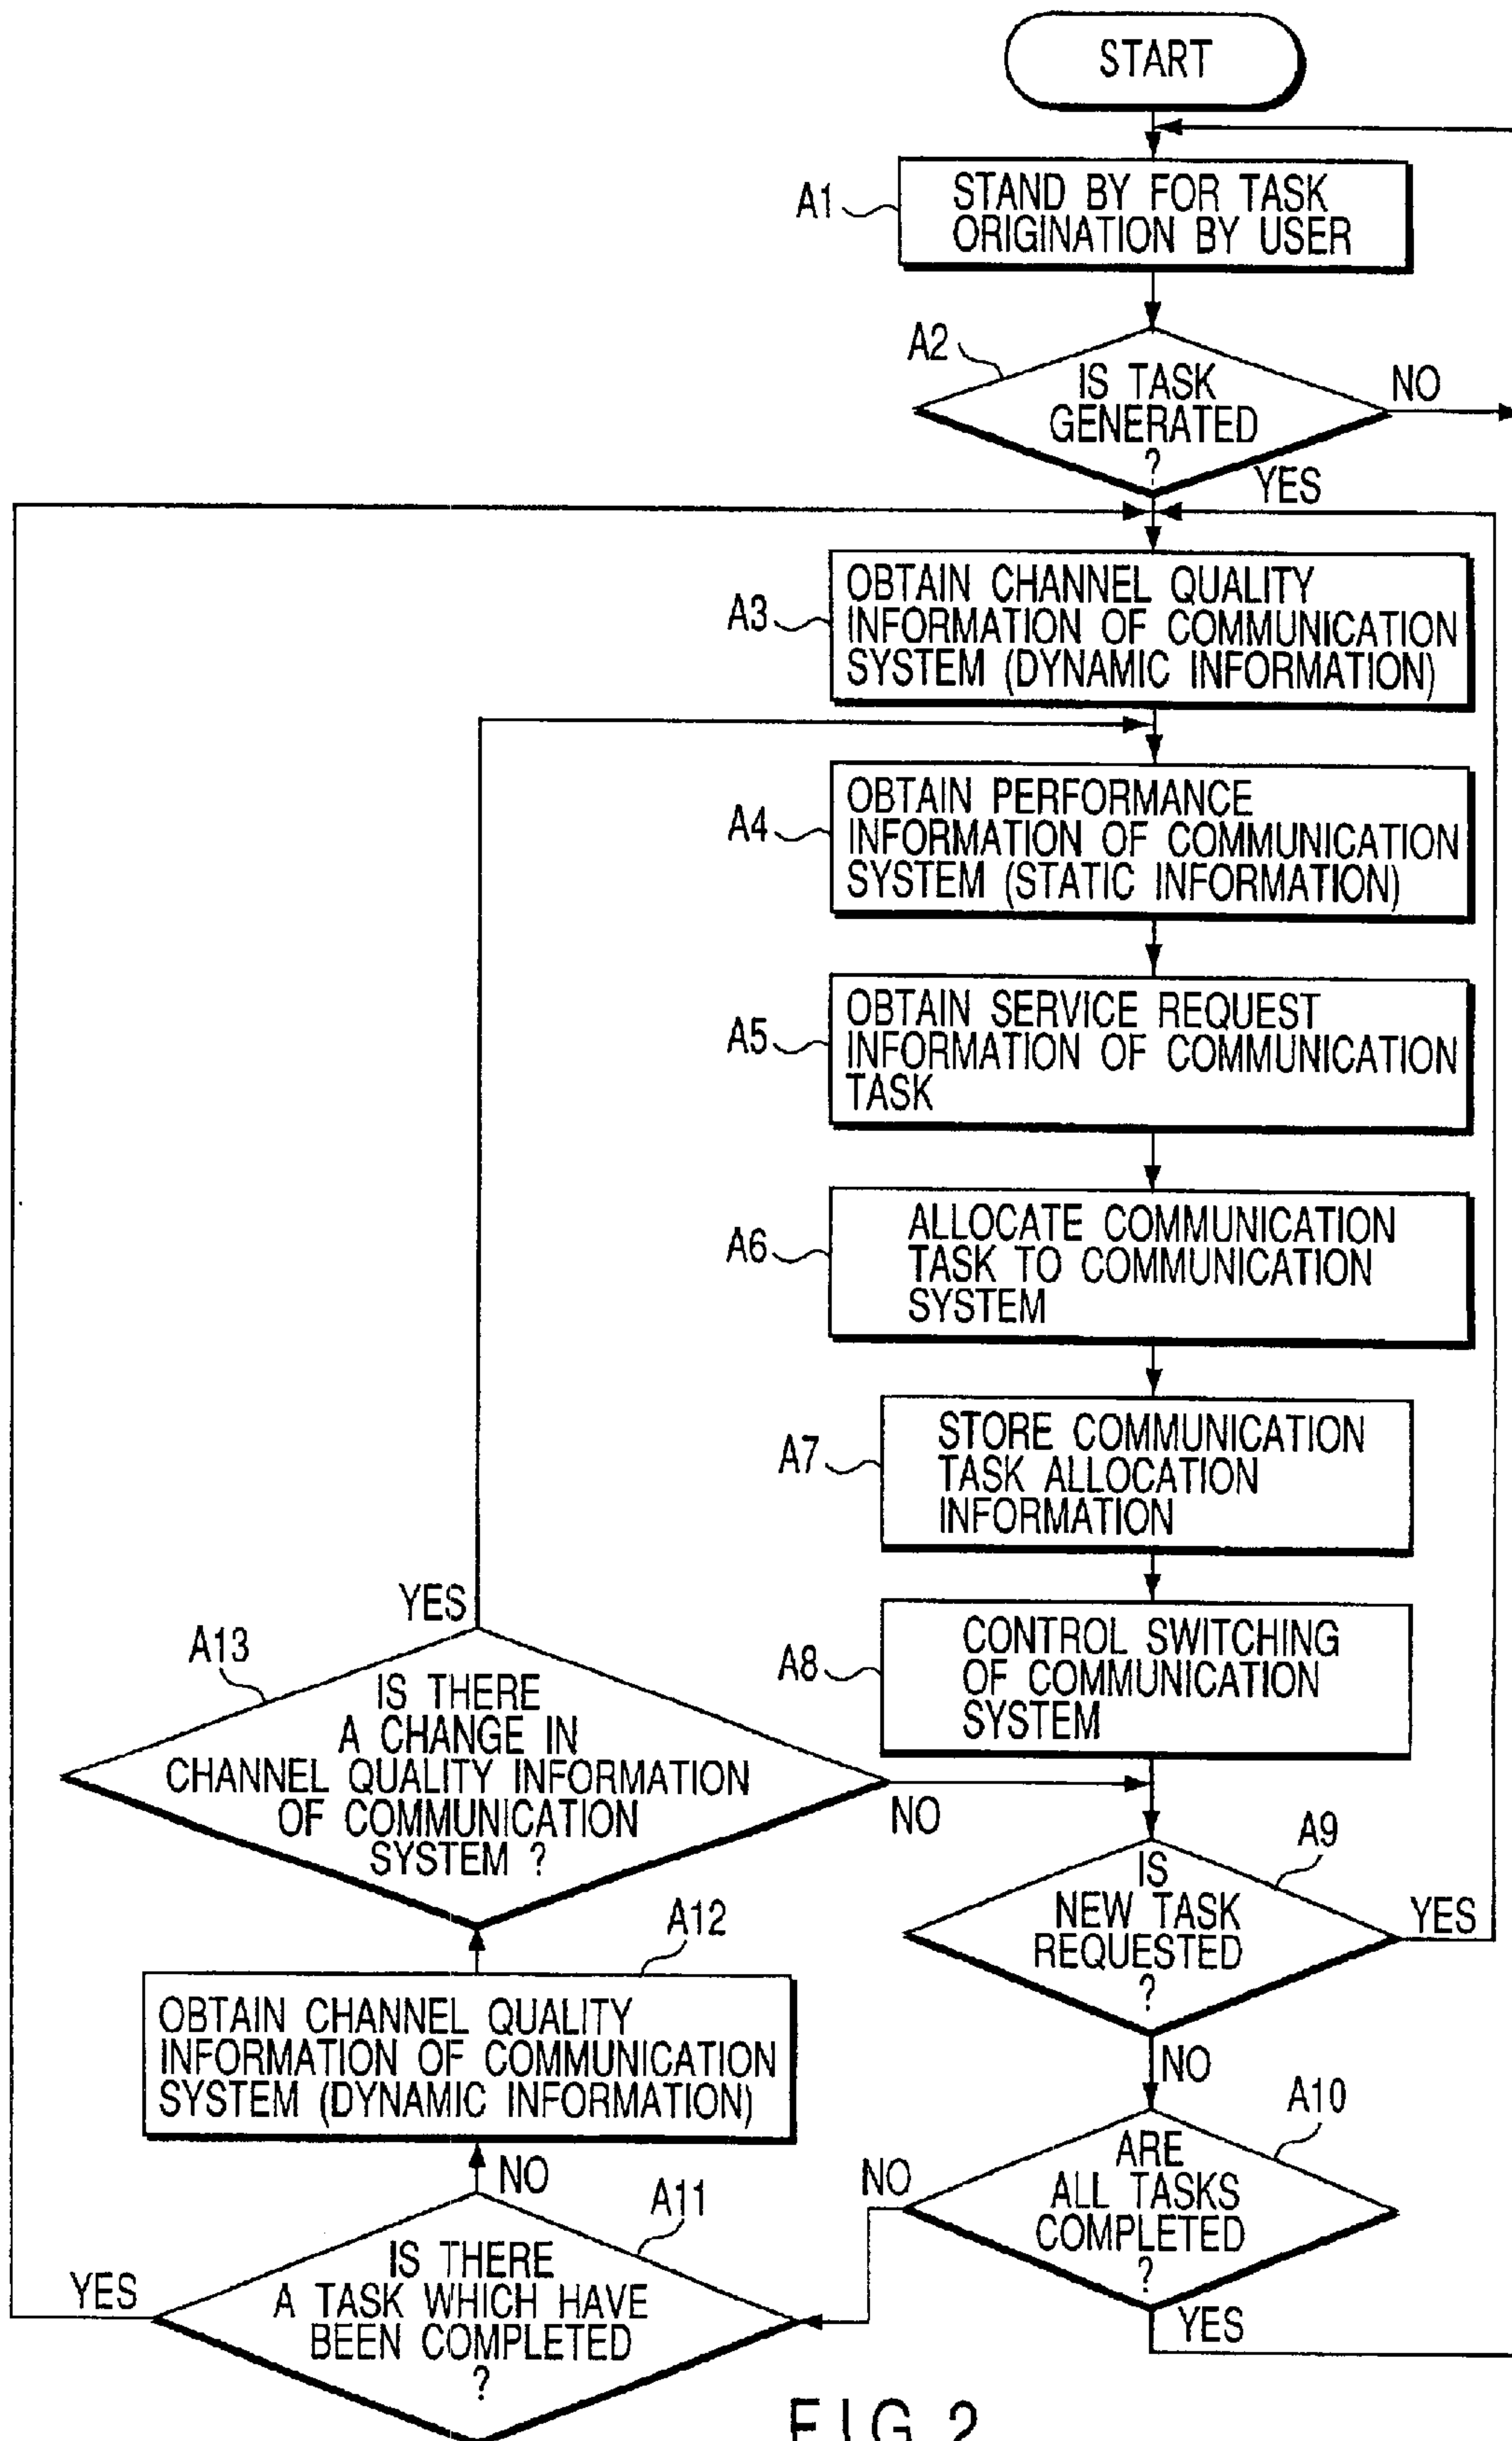 START
A1
STAND BY FOR TASK
ORIGINATION BY USER
A2
IS TASK
GENERATED
?
NO
YES
A3
OBTAIN CHANNEL QUALITY
INFORMATION OF COMMUNICATION
SYSTEM (DYNAMIC INFORMATION)
A4
OBTAIN PERFORMANCE
INFORMATION OF COMMUNICATION
SYSTEM (STATIC INFORMATION)
A5
OBTAIN SERVICE REQUEST
INFORMATION OF COMMUNICATION
TASK
A6
ALLOCATE COMMUNICATION
TASK TO COMMUNICATION
SYSTEM
A7
STORE COMMUNICATION
TASK ALLOCATION
INFORMATION
A8
CONTROL SWITCHING
OF COMMUNICATION
SYSTEM
YES
A13
IS THERE
A CHANGE IN
CHANNEL QUALITY INFORMATION
OF COMMUNICATION
SYSTEM ?
NO
A9
IS
NEW TASK
REQUESTED
?
YES
NO
A12
OBTAIN CHANNEL QUALITY
INFORMATION OF COMMUNICATION
SYSTEM (DYNAMIC INFORMATION)
NO
A10
ARE
ALL TASKS
COMPLETED
?
NO
YES
A11
IS THERE
A TASK WHICH HAVE
BEEN COMPLETED
?
YES
FIG. 2